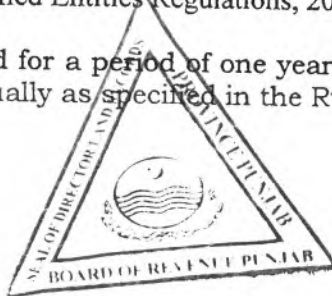 ied Entities Regulations, 20
d for a period of one year
ually as specified in the R
SEAL OF DIRECTOR LAND RECORDS
PROVINCE PUNJAB
BOARD OF REVENUE PUNJAB